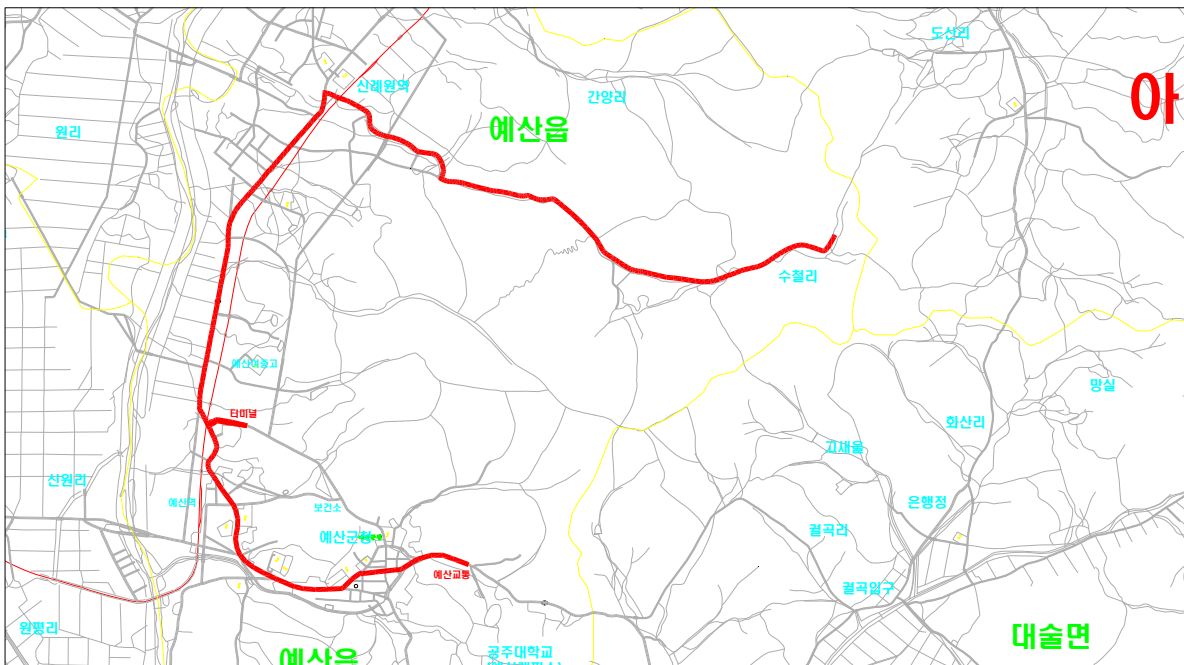 도산리
신례원역
간양리
아
원리
예산읍
수철리
예산여중고
망실
터미널
화산리
고새울
신원리
예산역
보건소
은행정
예산군청
궐곡리
예산교통
궐곡입구
원평리
대술면
공주대학교
예산읍